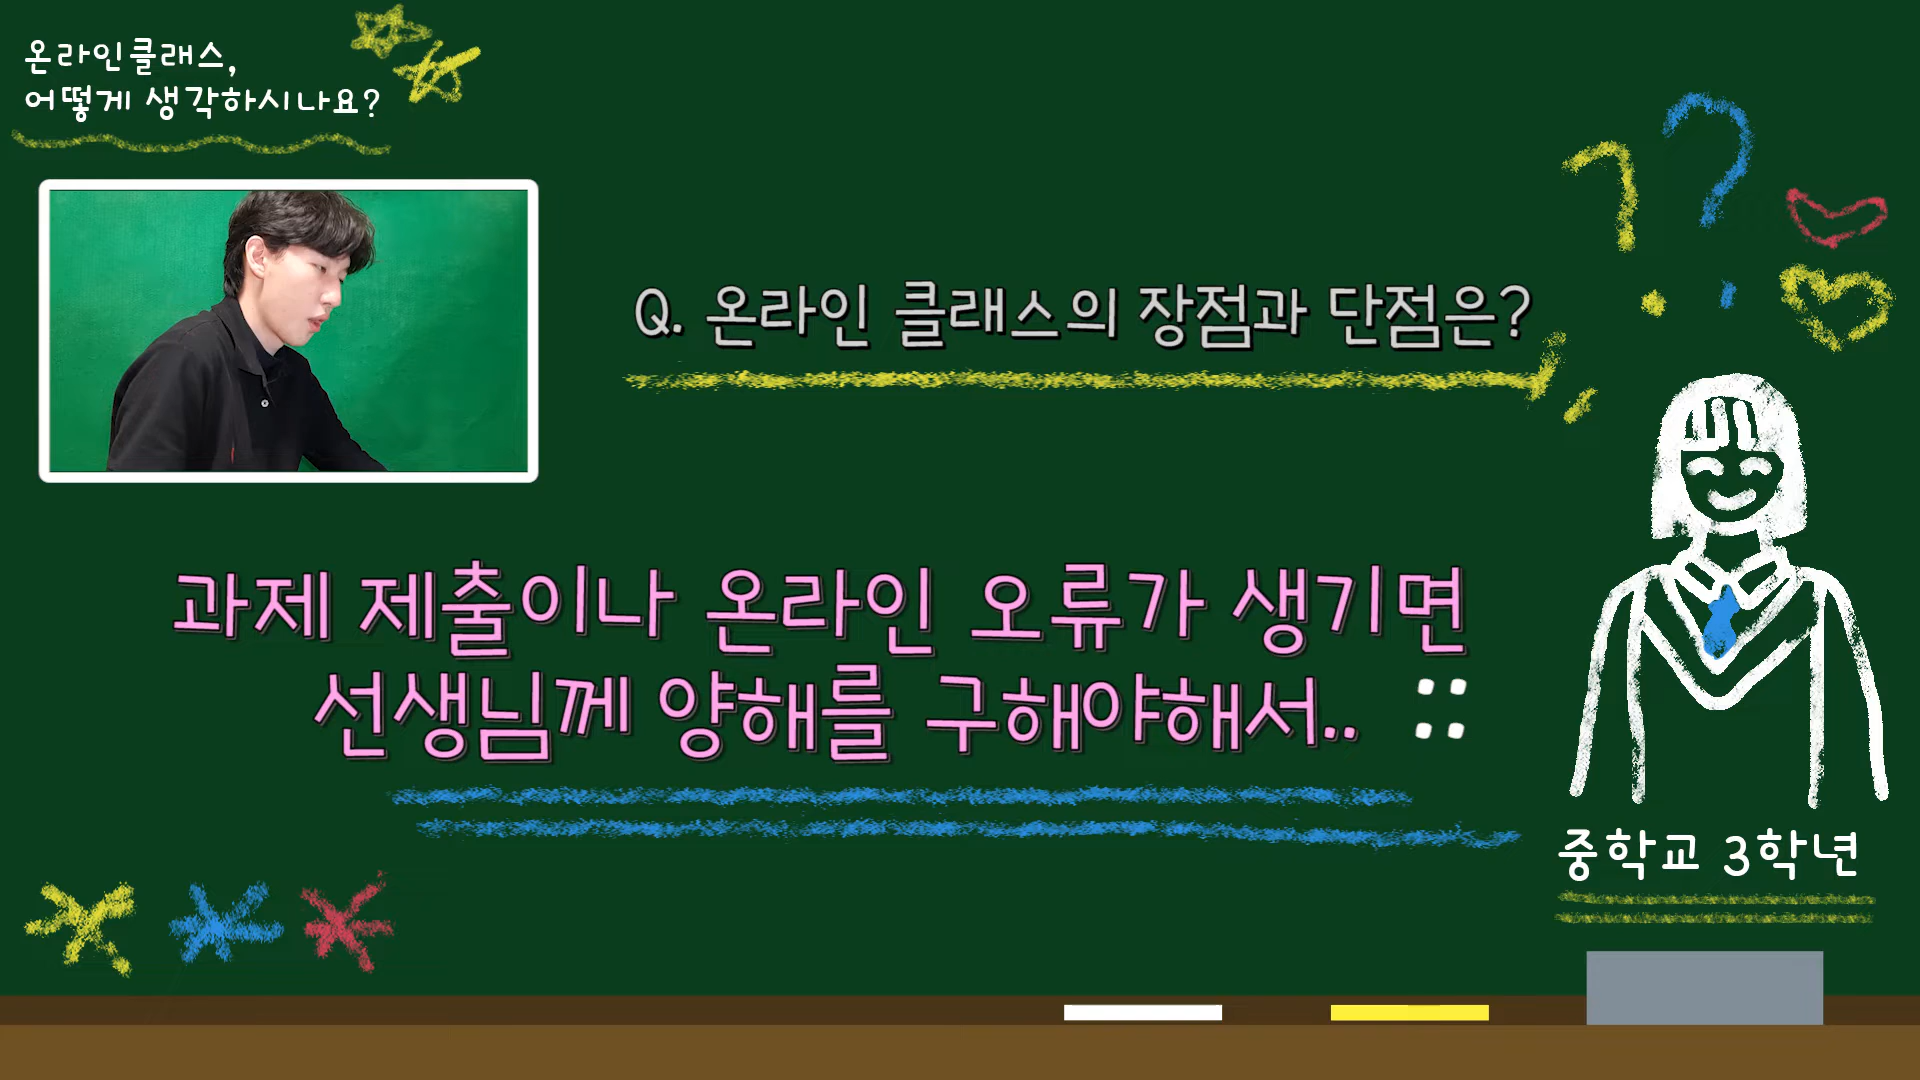 온라인클래스,
어떻게 생각하시나요?
Q. 온라인 클래스의 장점과 단점은?
과제 제출이나 온라인 오류가 생기면
선생님께 양해를 구해야해서..
중학교 3학년